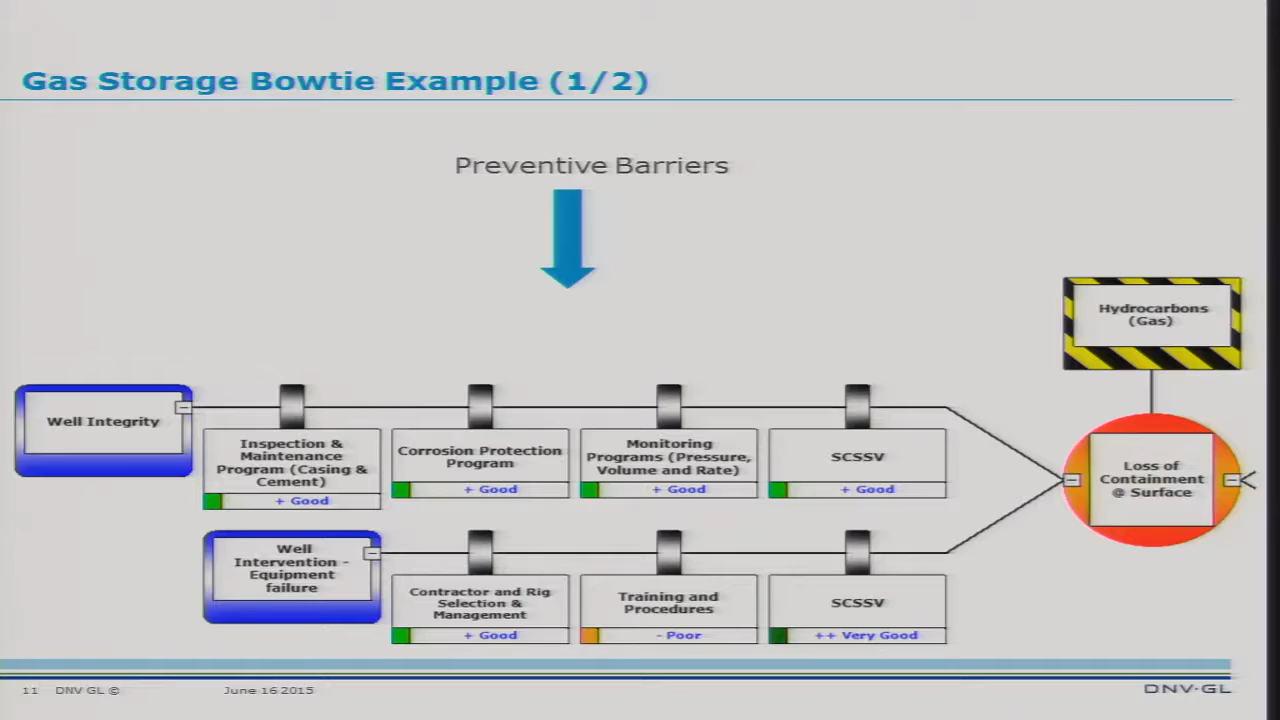 Gas Storage Bowtie Example (1/2)
Preventive Barriers
Hydrocarbons
(Gas)
Well Integrity
Inspection &
Maintenance
Program (Casing &
Cement)
+ Good
Corrosion Protection
Program
+ Good
Monitoring
Programs (Pressure,
Volume and Rate)
+ Good
SCSSV
+ Good
Loss of
Containment
@ Surface
Well
Intervention -
Equipment
failure
Contractor and Rig
Selection &
Management
+ Good
Training and
Procedures
- Poor
SCSSV
++ Very Good
11 DNV GL © June 16 2015
DNV·GL